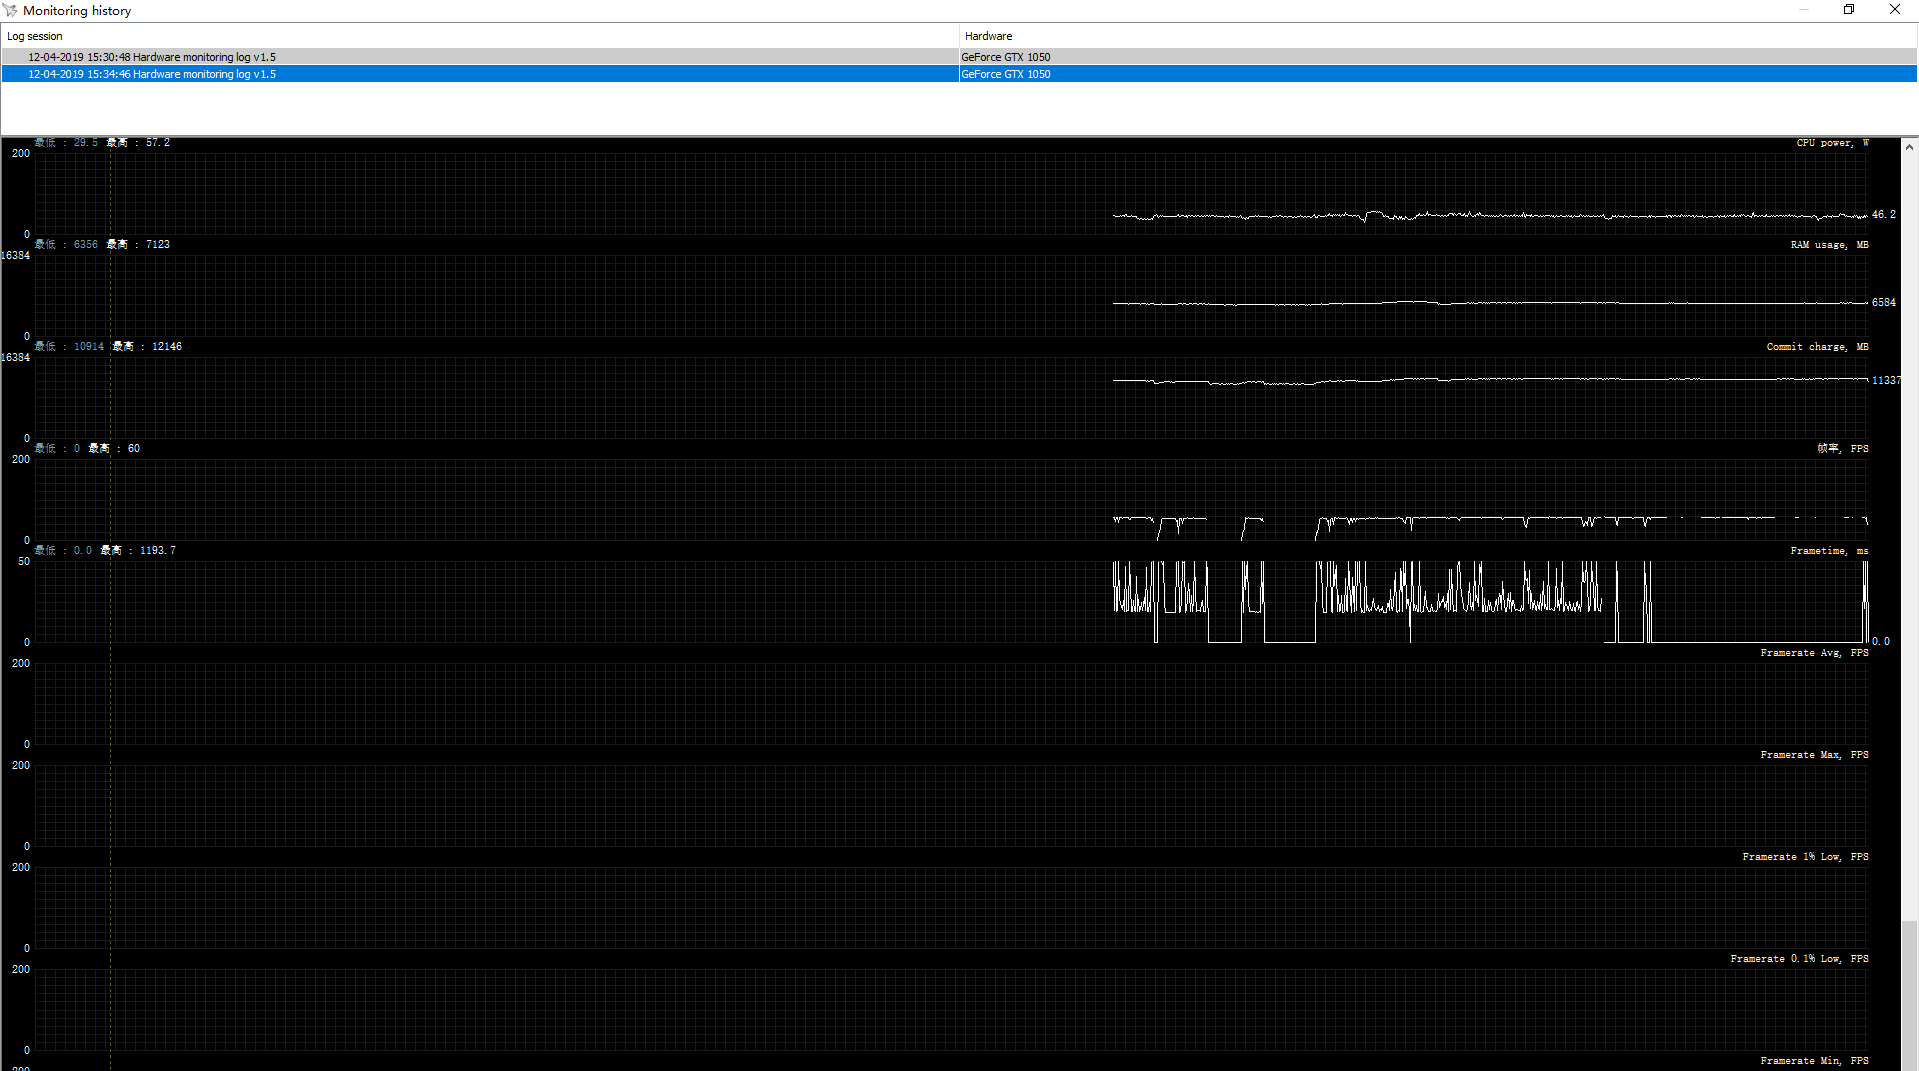 Monitoring history
Log session Hardware
12-04-2019 15:30:48 Hardware monitoring log v1.5 GeForce GTX 1050
12-04-2019 15:34:46 Hardware monitoring log v1.5 GeForce GTX 1050
最低 : 29.5 最高 : 57.2 CPU power, W
200
46.2
0
最低 : 6356 最高 : 7123 RAM usage, MB
16384
6584
0
最低 : 10914 最高 : 12146 Commit charge, MB
16384
11337
0
最低 : 0 最高 : 60 帧率, FPS
200
0
最低 : 0.0 最高 : 1193.7 Frametime, ms
50
0 0.0
Framerate Avg, FPS
200
0
Framerate Max, FPS
200
0
Framerate 1% Low, FPS
200
0
Framerate 0.1% Low, FPS
200
0
Framerate Min, FPS
200